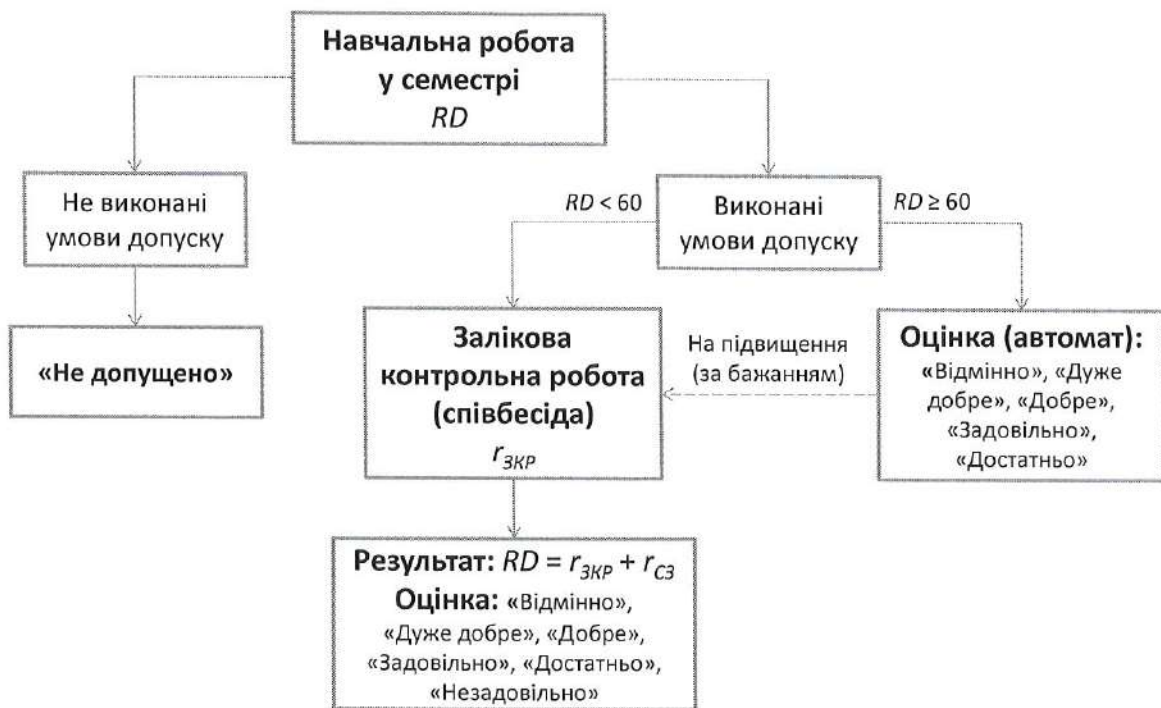 Навчальна робота
у семестрі
RD
Не виконані
умови допуску
«Не допущено»
RD < 60
Виконані
умови допуску
RD ≥ 60
Залікова
контрольна робота
(співбесіда)
rЗКР
На підвищення
(за бажанням)
Оцінка (автомат):
«Відмінно», «Дуже
добре», «Добре»,
«Задовільно»,
«Достатньо»
Результат: RD = rЗКР + rСЗ
Оцінка: «Відмінно»,
«Дуже добре», «Добре»,
«Задовільно», «Достатньо»,
«Незадовільно»